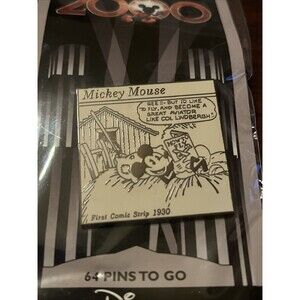 2000
Mickey Mouse
GEE!! - BUT I'D LIKE
TO FLY, AND BECOME A
GREAT AVIATOR
LIKE COL LINDBERGH!
First Comic Strip 1930
64 PINS TO GO